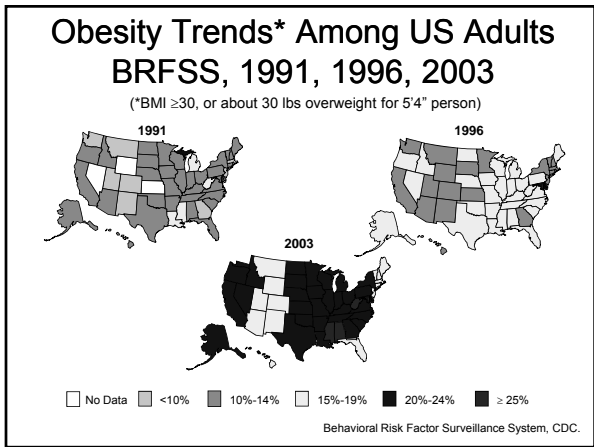 Obesity Trends* Among US Adults
BRFSS, 1991, 1996, 2003
(*BMI ≥30, or about 30 lbs overweight for 5’4” person)
1991
1996
2003
No Data <10% 10%-14% 15%-19% 20%-24% ≥ 25%
Behavioral Risk Factor Surveillance System, CDC.